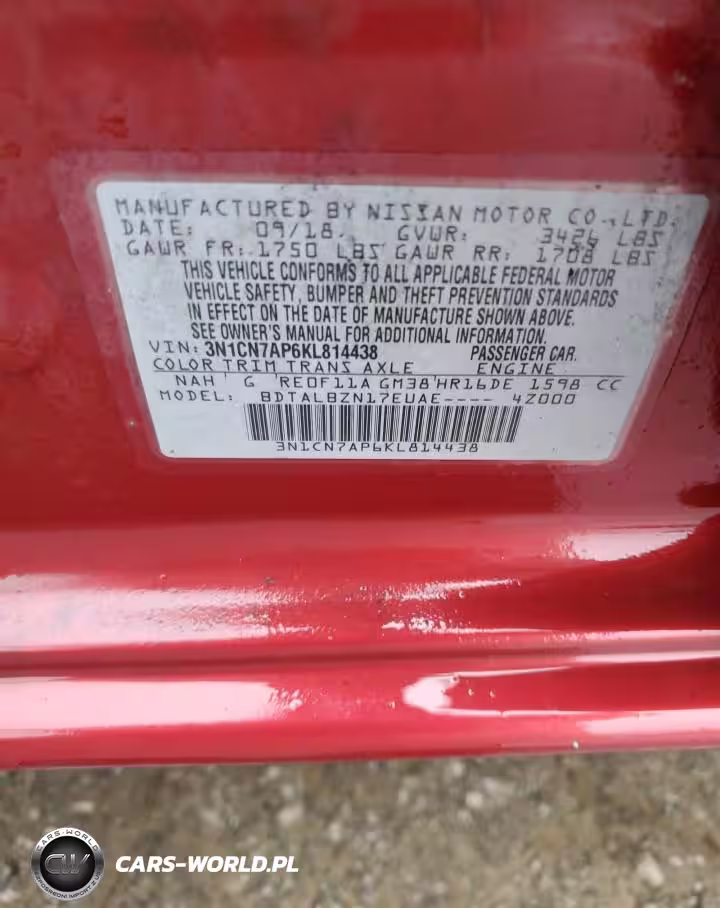 MANUFACTURED BY NISSAN MOTOR CO., LTD.
DATE: 09/18. GVWR: 3426 LBS
GAWR FR: 1750 LBS GAWR RR: 1708 LBS
THIS VEHICLE CONFORMS TO ALL APPLICABLE FEDERAL MOTOR
VEHICLE SAFETY, BUMPER AND THEFT PREVENTION STANDARDS
IN EFFECT ON THE DATE OF MANUFACTURE SHOWN ABOVE.
SEE OWNER'S MANUAL FOR ADDITIONAL INFORMATION.
VIN: 3N1CN7AP6KL814438 PASSENGER CAR.
COLOR TRIM TRANS AXLE ENGINE
NAH G RE0F11A GM38 HR16DE 1598 CC
MODEL: BDTALBZN17EUAE---- 4Z000
3N1CN7AP6KL814438
CARS-WORLD
CW
CARS-WORLD.PL